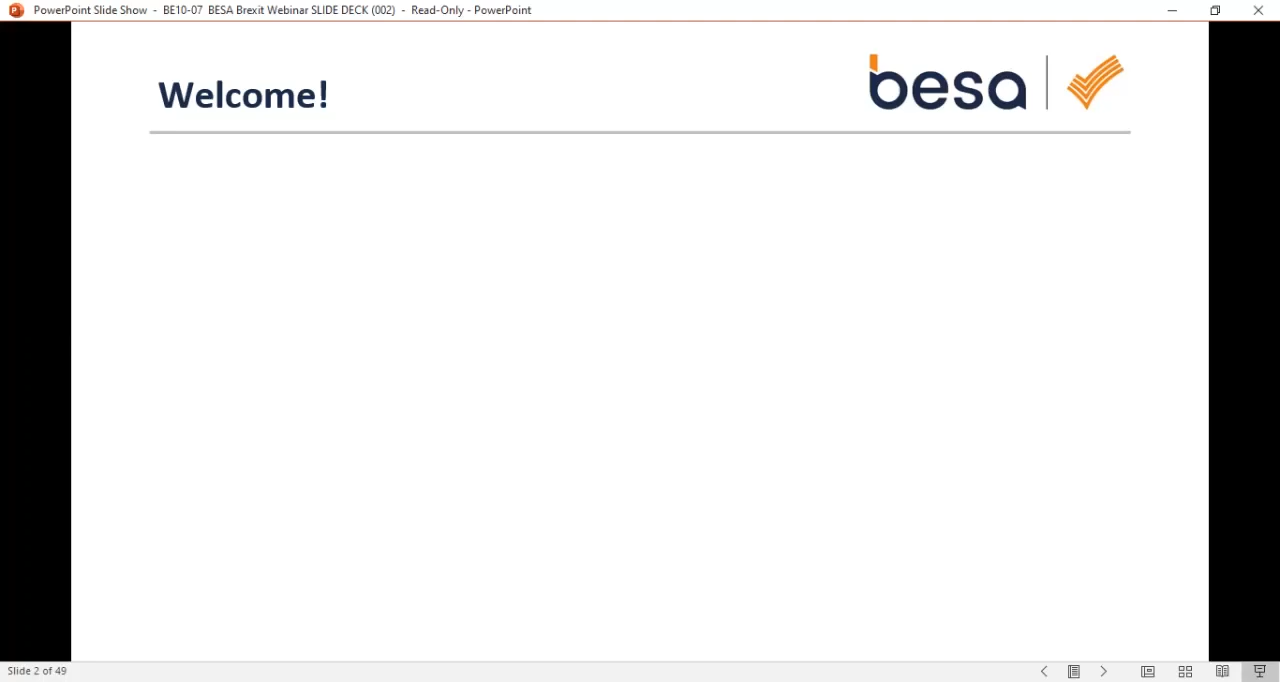 PowerPoint Slide Show - BE10-07 BESA Brexit Webinar SLIDE DECK (002) - Read-Only - PowerPoint
Welcome!
besa
Slide 2 of 49